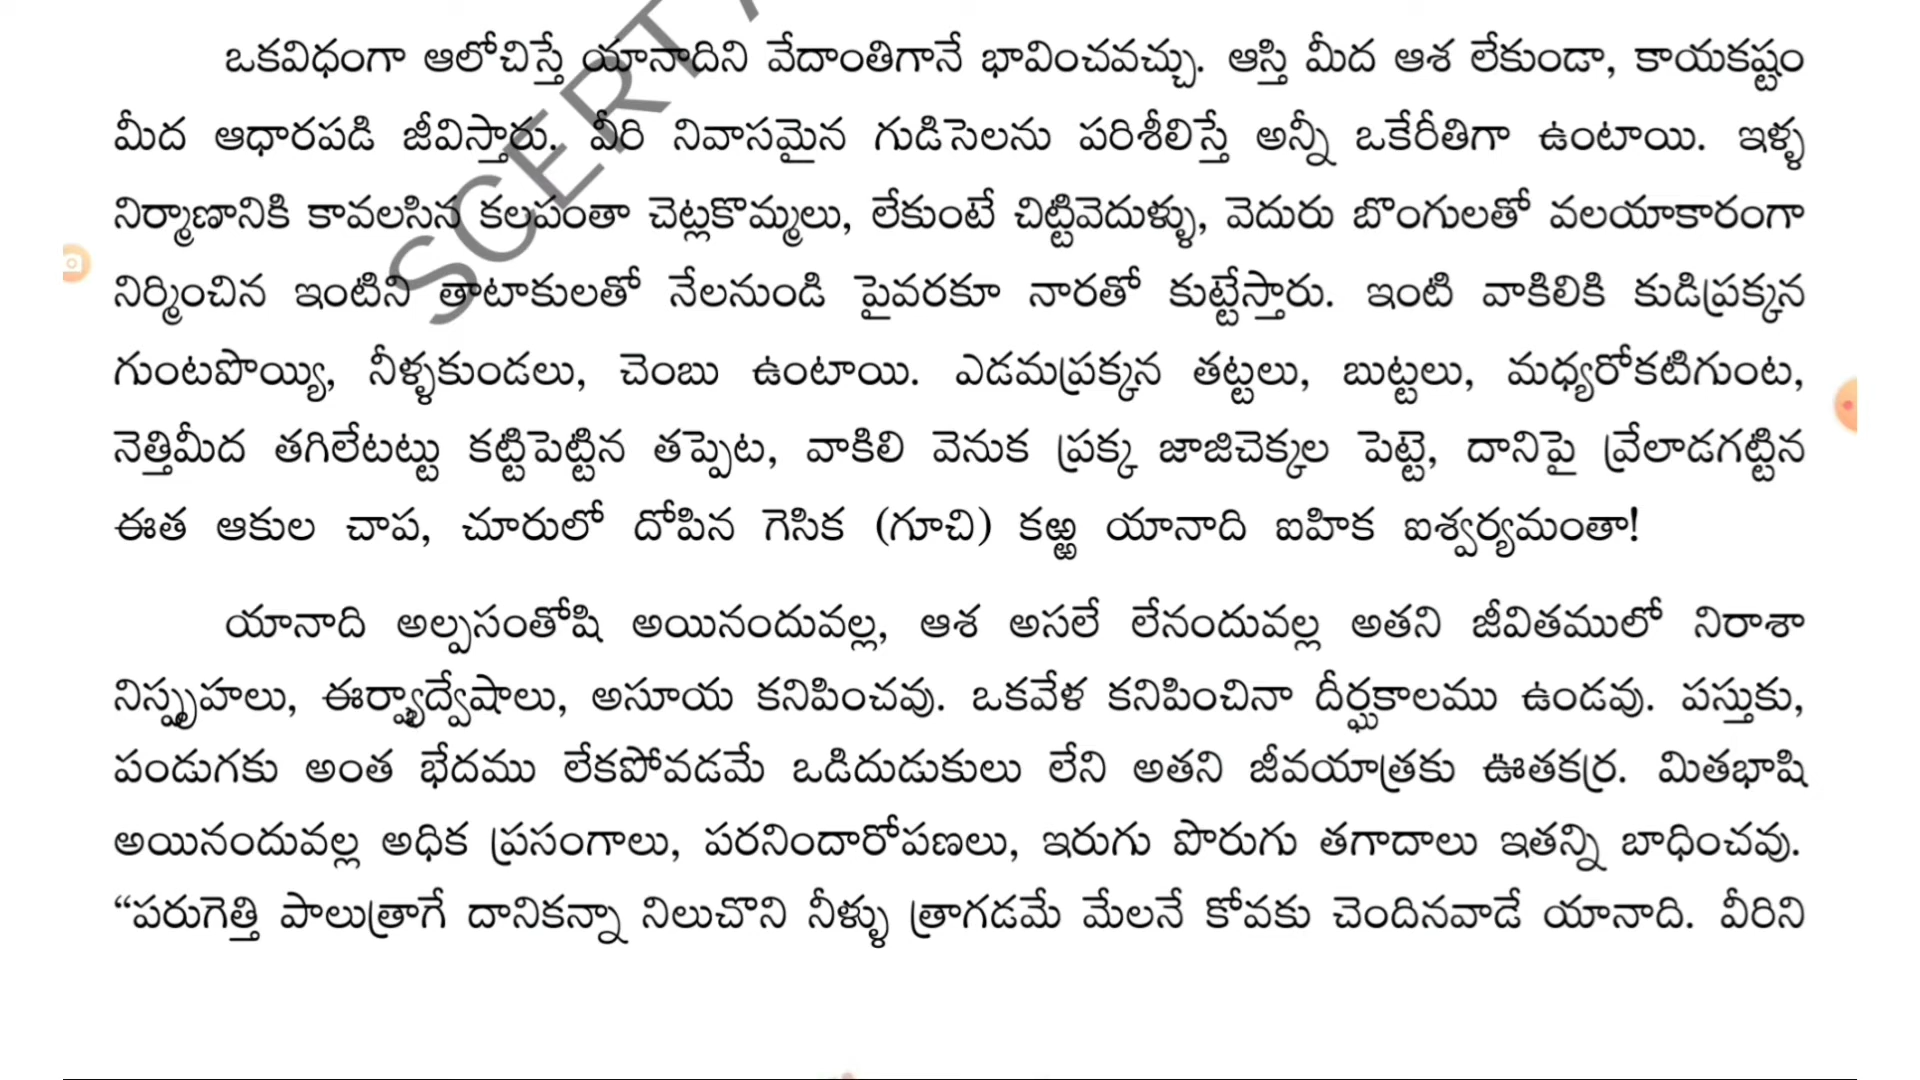 ఒకవిధంగా ఆలోచిస్తే యానాదిని వేదాంతిగానే భావించవచ్చు. ఆస్తి మీద ఆశ లేకుండా, కాయకష్టం
మీద ఆధారపడి జీవిస్తారు. వీరి నివాసమైన గుడిసెలను పరిశీలిస్తే అన్నీ ఒకేరీతిగా ఉంటాయి. ఇళ్ళ
నిర్మాణానికి కావలసిన కలపంతా చెట్లకొమ్మలు, లేకుంటే చిట్టివెదుళ్ళు, వెదురు బొంగులతో వలయాకారంగా
నిర్మించిన ఇంటిని తాటాకులతో నేలనుండి పైవరకూ నారతో కుట్టేస్తారు. ఇంటి వాకిలికి కుడిప్రక్కన
గుంటపొయ్యి, నీళ్ళకుండలు, చెంబు ఉంటాయి. ఎడమప్రక్కన తట్టలు, బుట్టలు, మధ్యరోకటిగుంట,
నెత్తిమీద తగిలేటట్టు కట్టిపెట్టిన తప్పెట, వాకిలి వెనుక ప్రక్క జాజిచెక్కల పెట్టె, దానిపై వ్రేలాడగట్టిన
ఈత ఆకుల చాప, చూరులో దోపిన గెసిక (గూచి) కఱ్ఱ యానాది ఐహిక ఐశ్వర్యమంతా!
యానాది అల్పసంతోషి అయినందువల్ల, ఆశ అసలే లేనందువల్ల అతని జీవితములో నిరాశా
నిస్పృహలు, ఈర్ష్యాద్వేషాలు, అసూయ కనిపించవు. ఒకవేళ కనిపించినా దీర్ఘకాలము ఉండవు. పస్తుకు,
పండుగకు అంత భేదము లేకపోవడమే ఒడిదుడుకులు లేని అతని జీవయాత్రకు ఊతకర్ర. మితభాషి
అయినందువల్ల అధిక ప్రసంగాలు, పరనిందారోపణలు, ఇరుగు పొరుగు తగాదాలు ఇతన్ని బాధించవు.
“పరుగెత్తి పాలుత్రాగే దానికన్నా నిలుచొని నీళ్ళు త్రాగడమే మేలనే కోవకు చెందినవాడే యానాది. వీరిని
SCERT